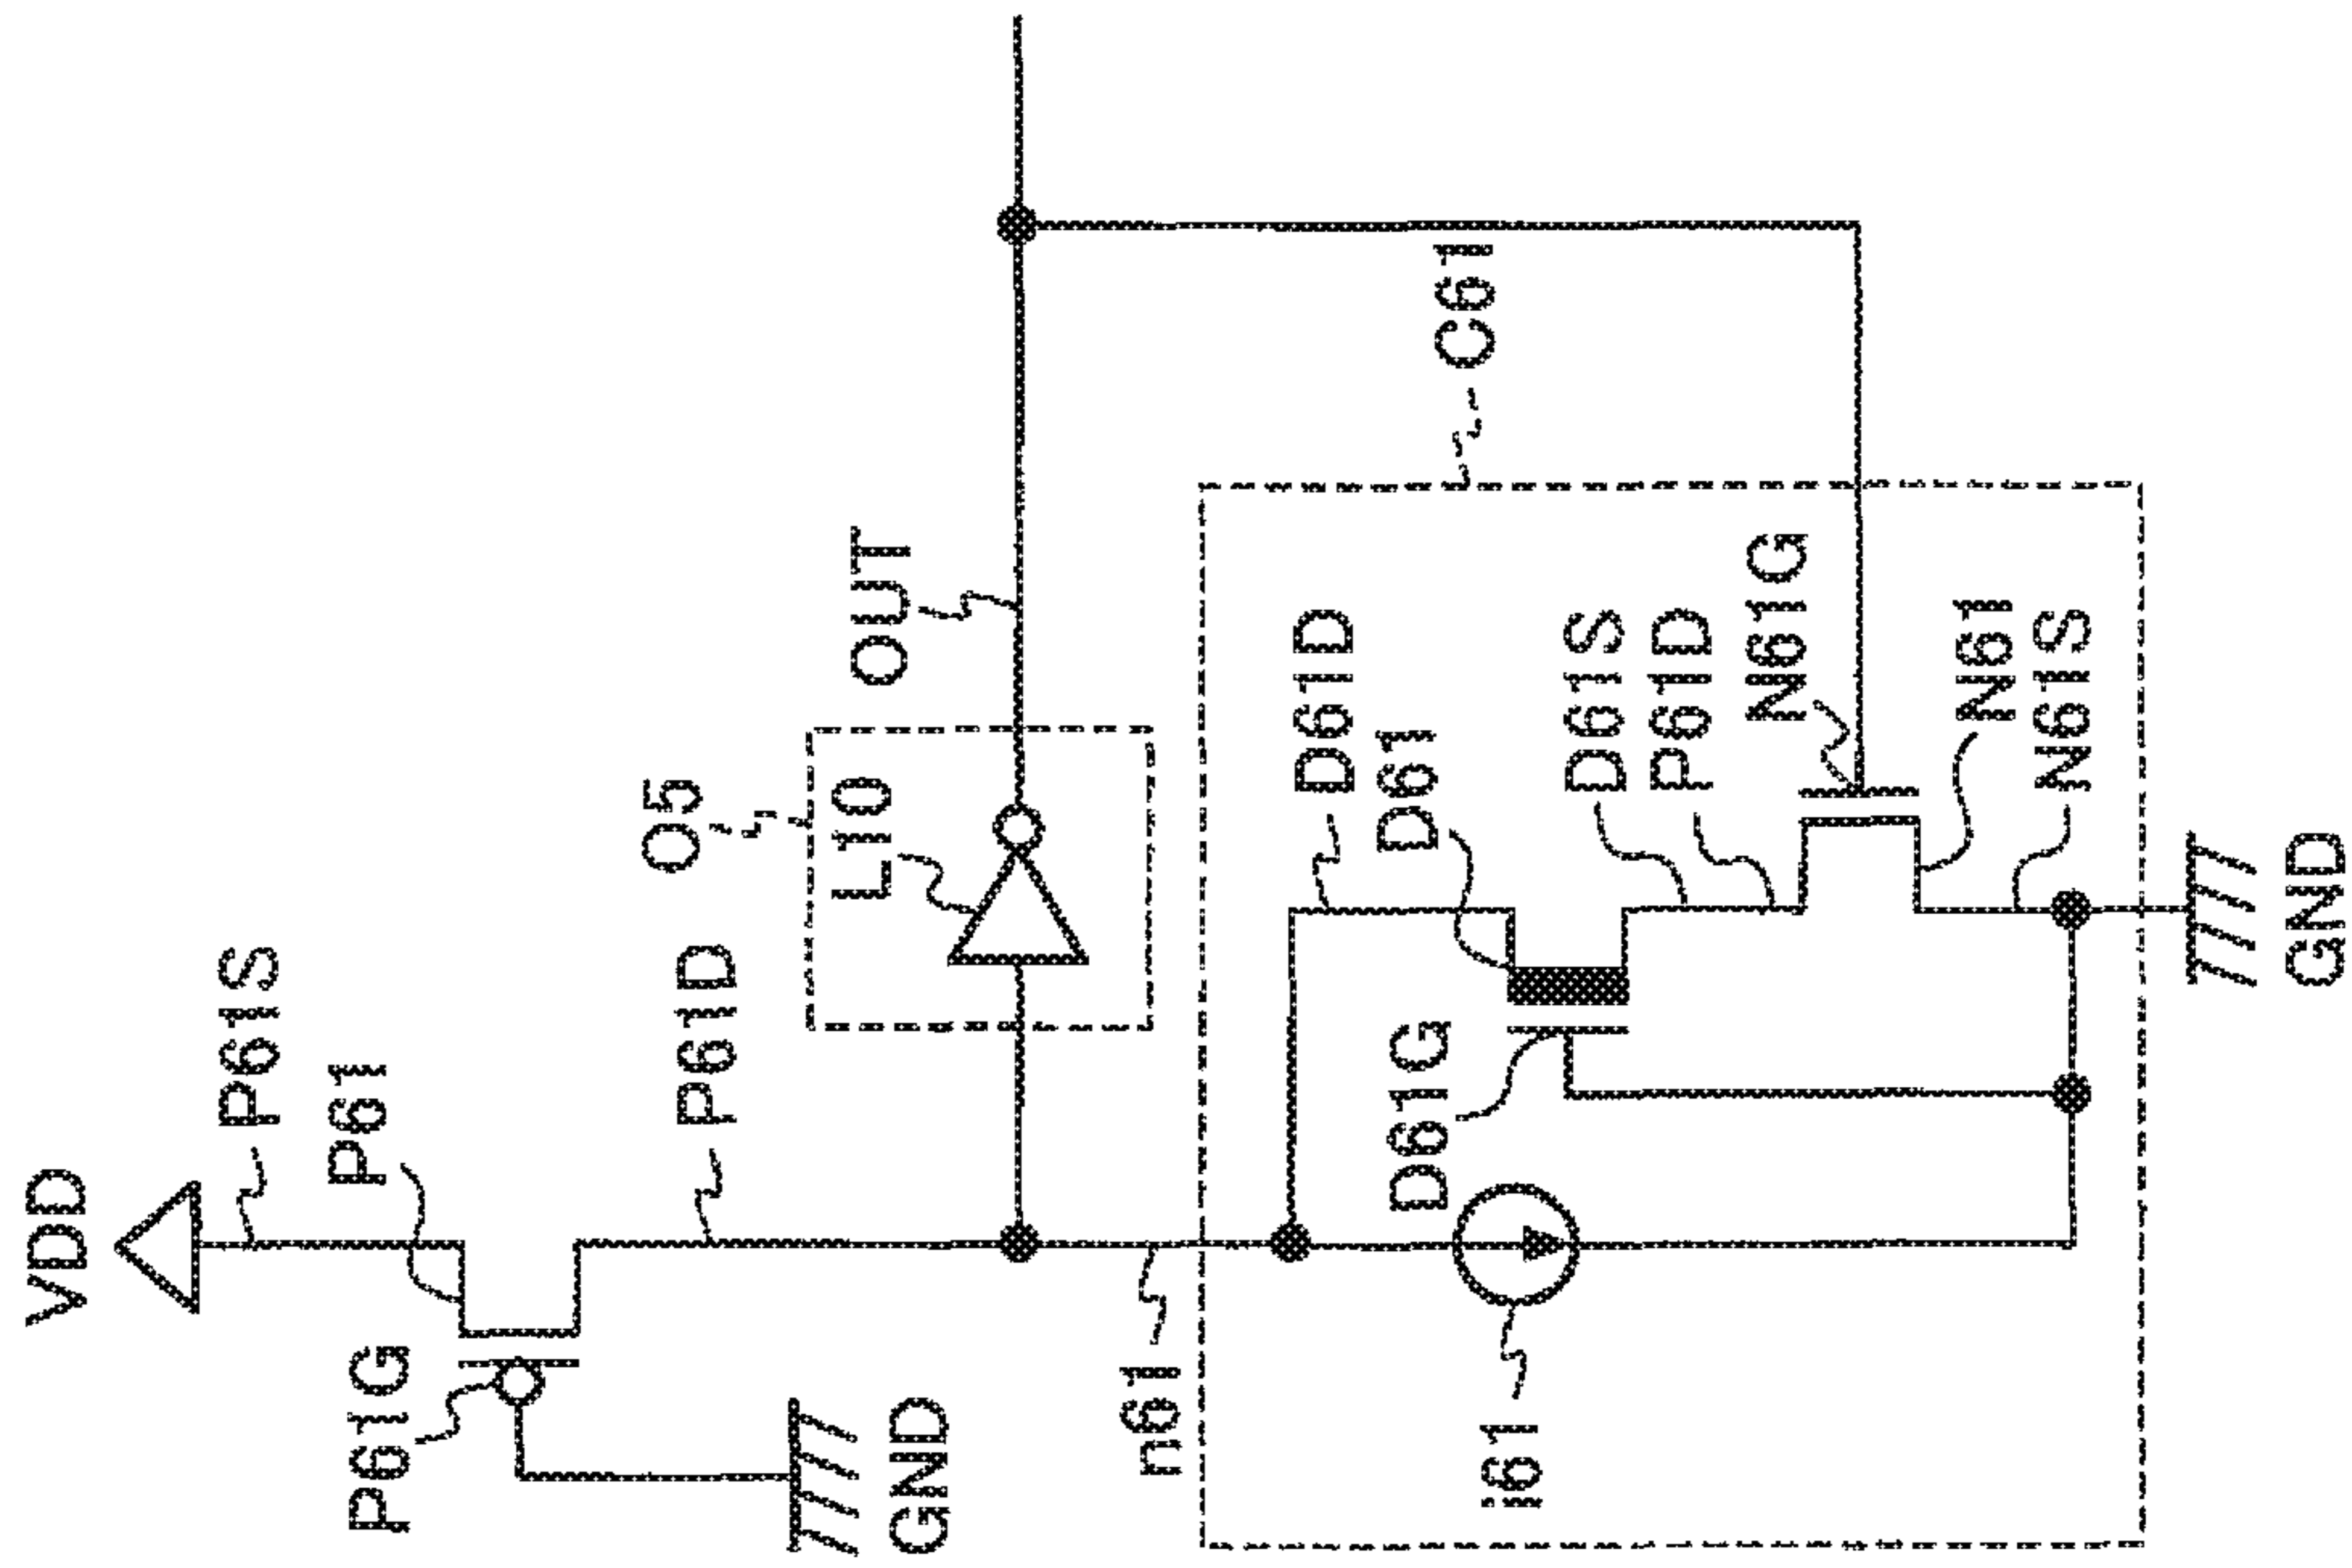 VDD
P61S
P61
P61G
GND
P61D
O5
L10
OUT
n61
C61
D61D
D61
D61G
i61
D61S
P61D
N61G
N61
N61S
GND